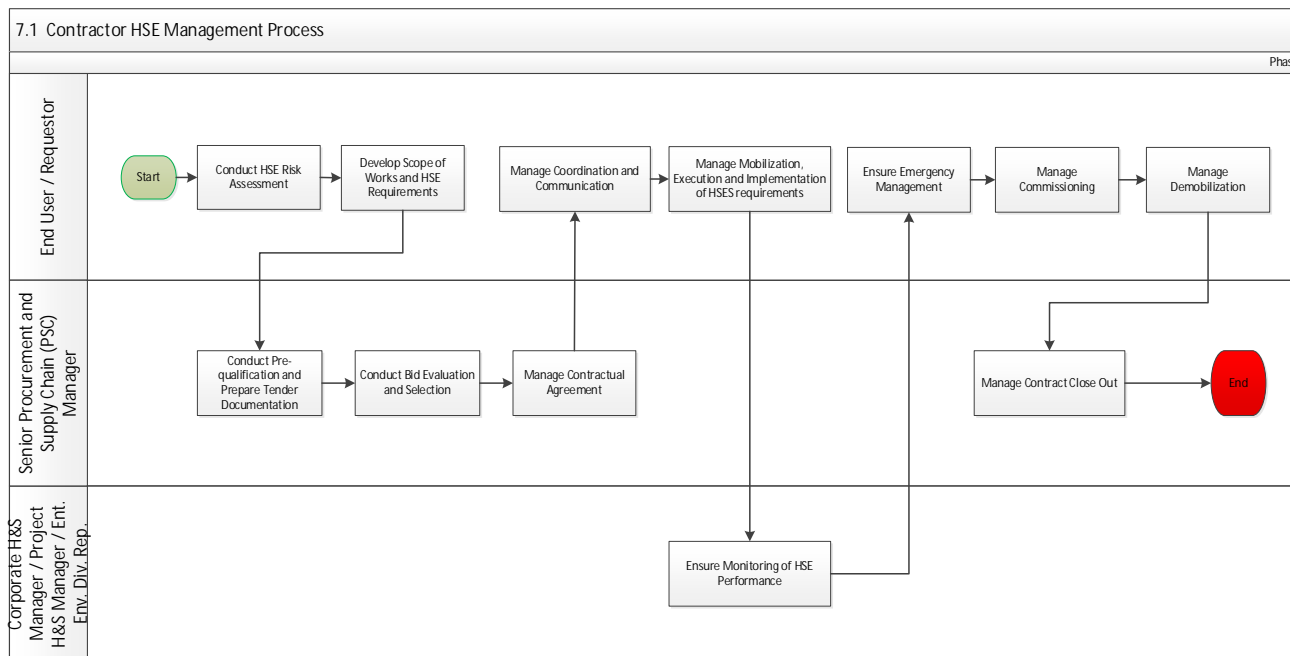 7.1 Contractor HSE Management Process
Phas
End User / Requestor
Start
Conduct HSE Risk
Assessment
Develop Scope of
Works and HSE
Requirements
Manage Coordination and
Communication
Manage Mobilization,
Execution and Implementation
of HSES requirements
Ensure Emergency
Management
Manage
Commissioning
Manage
Demobilization
Senior Procurement and
Supply Chain (PSC)
Manager
Conduct Pre-
qualification and
Prepare Tender
Documentation
Conduct Bid Evaluation
and Selection
Manage Contractual
Agreement
Manage Contract Close Out
End
Corporate H&S
Manager / Project
H&S Manager / Ent.
Env. Div. Rep.
Ensure Monitoring of HSE
Performance